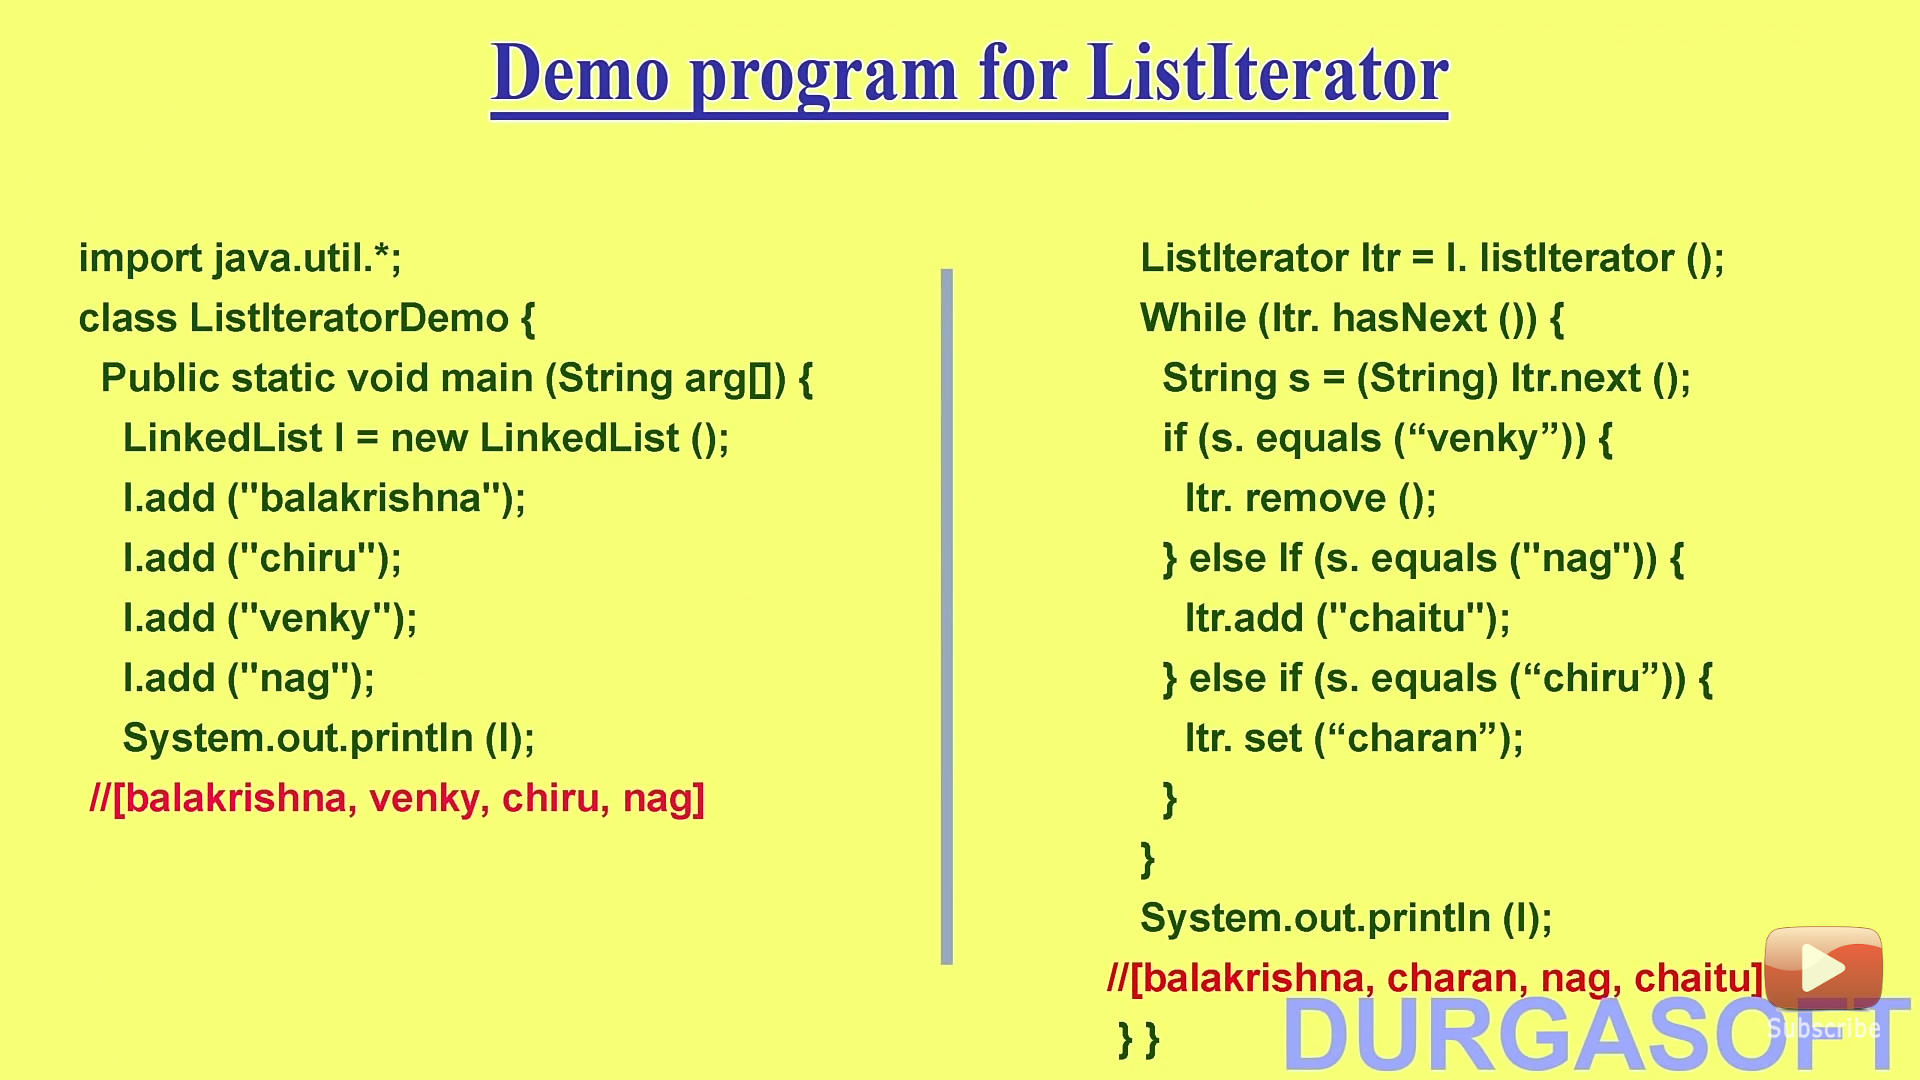 Demo program for ListIterator
import java.util.*;
class ListIteratorDemo {
Public static void main (String arg[]) {
LinkedList l = new LinkedList ();
l.add ("balakrishna");
l.add ("chiru");
l.add ("venky");
l.add ("nag");
System.out.println (l);
//[balakrishna, venky, chiru, nag]
ListIterator ltr = l. listIterator ();
While (ltr. hasNext ()) {
String s = (String) ltr.next ();
if (s. equals (“venky”)) {
ltr. remove ();
} else If (s. equals ("nag")) {
ltr.add ("chaitu");
} else if (s. equals (“chiru”)) {
ltr. set (“charan”);
}
}
System.out.println (l);
//[balakrishna, charan, nag, chaitu]
} }
DURGASOFT
Subscribe